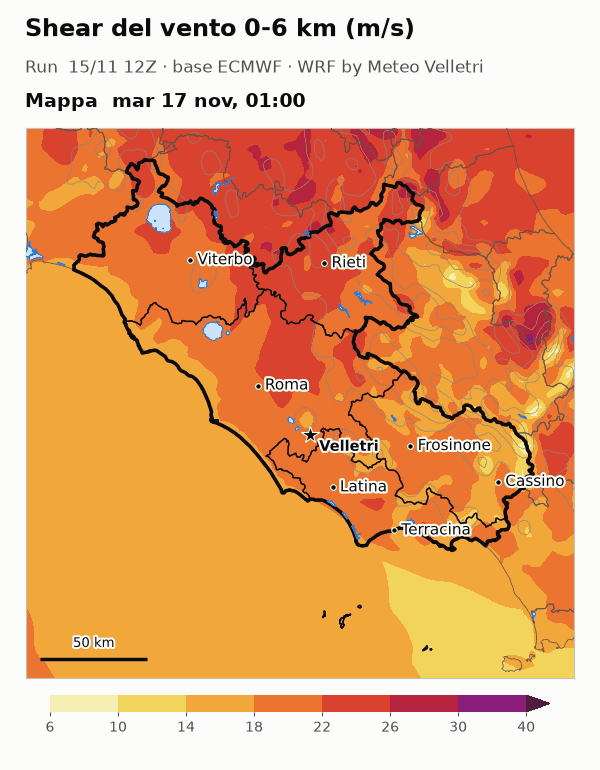 Shear del vento 0-6 km (m/s)
Run  15/11 12Z · base ECMWF · WRF by Meteo Velletri
Mappa  mar 17 nov, 01:00
Viterbo
Rieti
Roma
Velletri
Frosinone
Latina
Cassino
Terracina
50 km
6 10 14 18 22 26 30 40